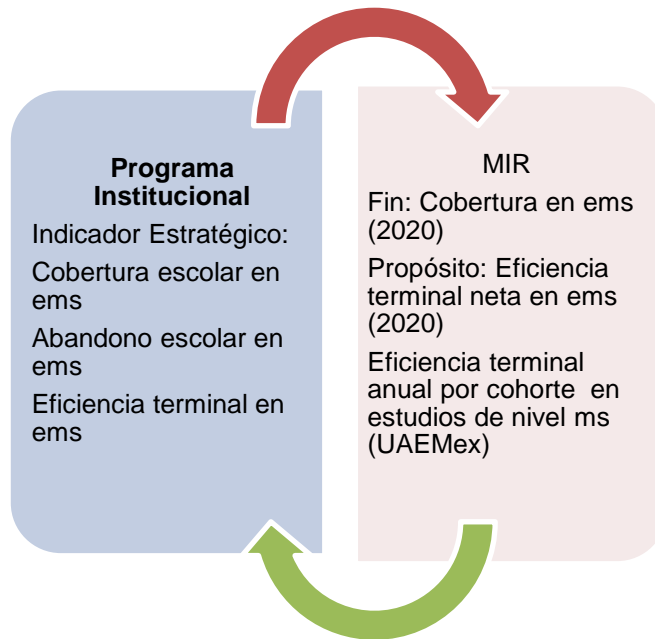 Programa
Institucional
Indicador Estratégico:
Cobertura escolar en
ems
Abandono escolar en
ems
Eficiencia terminal en
ems
MIR
Fin: Cobertura en ems
(2020)
Propósito: Eficiencia
terminal neta en ems
(2020)
Eficiencia terminal
anual por cohorte en
estudios de nivel ms
(UAEMex)